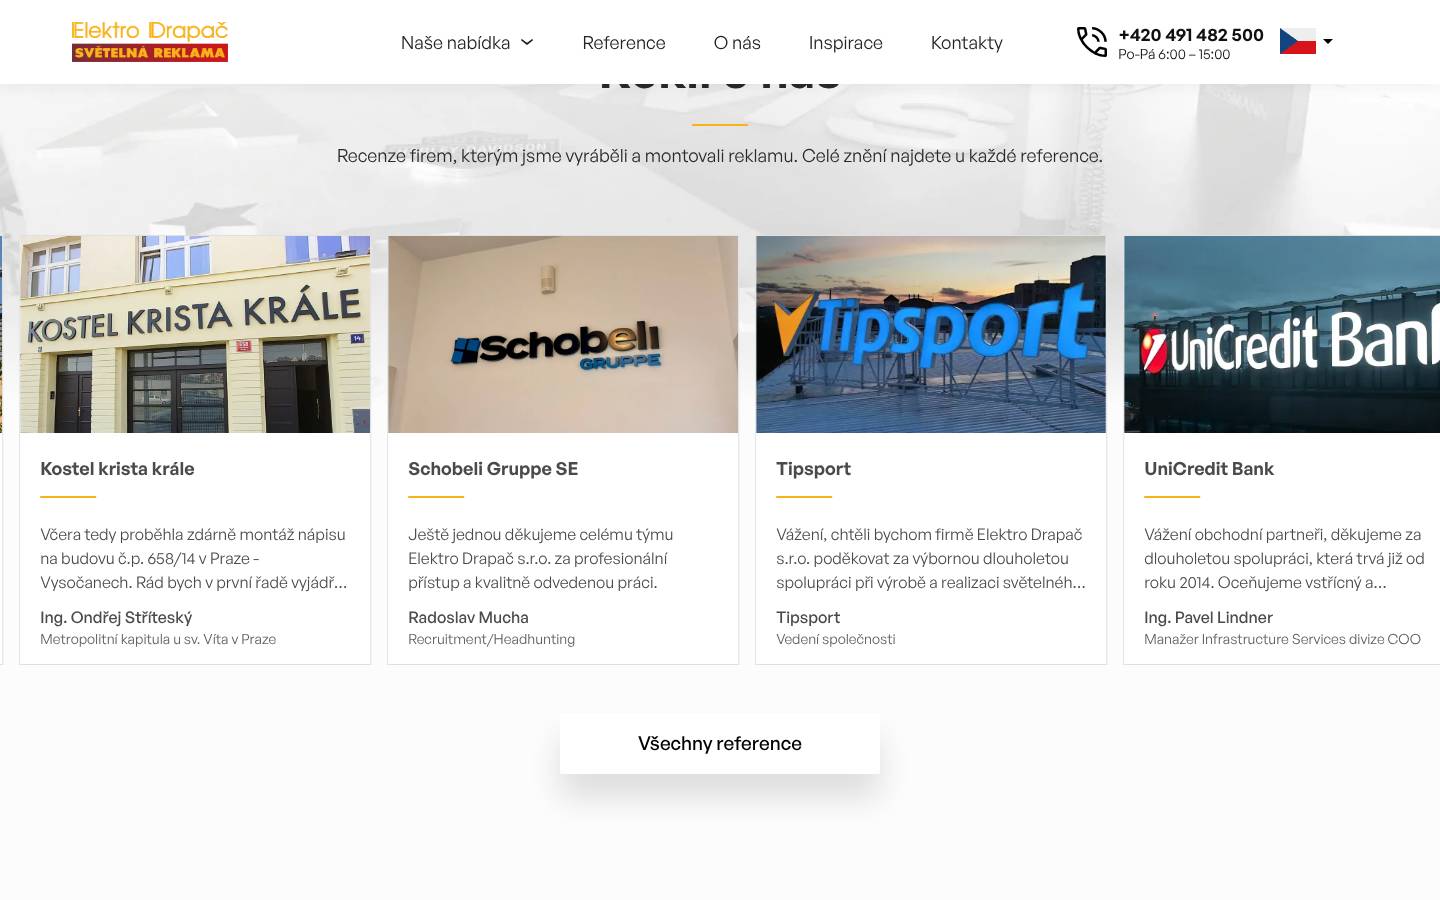 Elektro Drapač
SVĚTELNÁ REKLAMA
Naše nabídka
Reference
O nás
Inspirace
Kontakty
+420 491 482 500
Po-Pá 6:00 – 15:00
Řekli o nás
Recenze firem, kterým jsme vyráběli a montovali reklamu. Celé znění najdete u každé reference.
KOSTEL KRISTA KRÁLE
658
14
Schobeli
GRUPPE
Tipsport
UniCredit Bank
Kostel krista krále
Včera tedy proběhla zdárně montáž nápisu
na budovu č.p. 658/14 v Praze -
Vysočanech. Rád bych v první řadě vyjádř...
Ing. Ondřej Stříteský
Metropolitní kapitula u sv. Víta v Praze
Schobeli Gruppe SE
Ještě jednou děkujeme celému týmu
Elektro Drapač s.r.o. za profesionální
přístup a kvalitně odvedenou práci.
Radoslav Mucha
Recruitment/Headhunting
Tipsport
Vážení, chtěli bychom firmě Elektro Drapač
s.r.o. poděkovat za výbornou dlouholetou
spolupráci při výrobě a realizaci světelnéh...
Tipsport
Vedení společnosti
UniCredit Bank
Vážení obchodní partneři, děkujeme za
dlouholetou spolupráci, která trvá již od
roku 2014. Oceňujeme vstřícný a...
Ing. Pavel Lindner
Manažer Infrastructure Services divize COO
Všechny reference